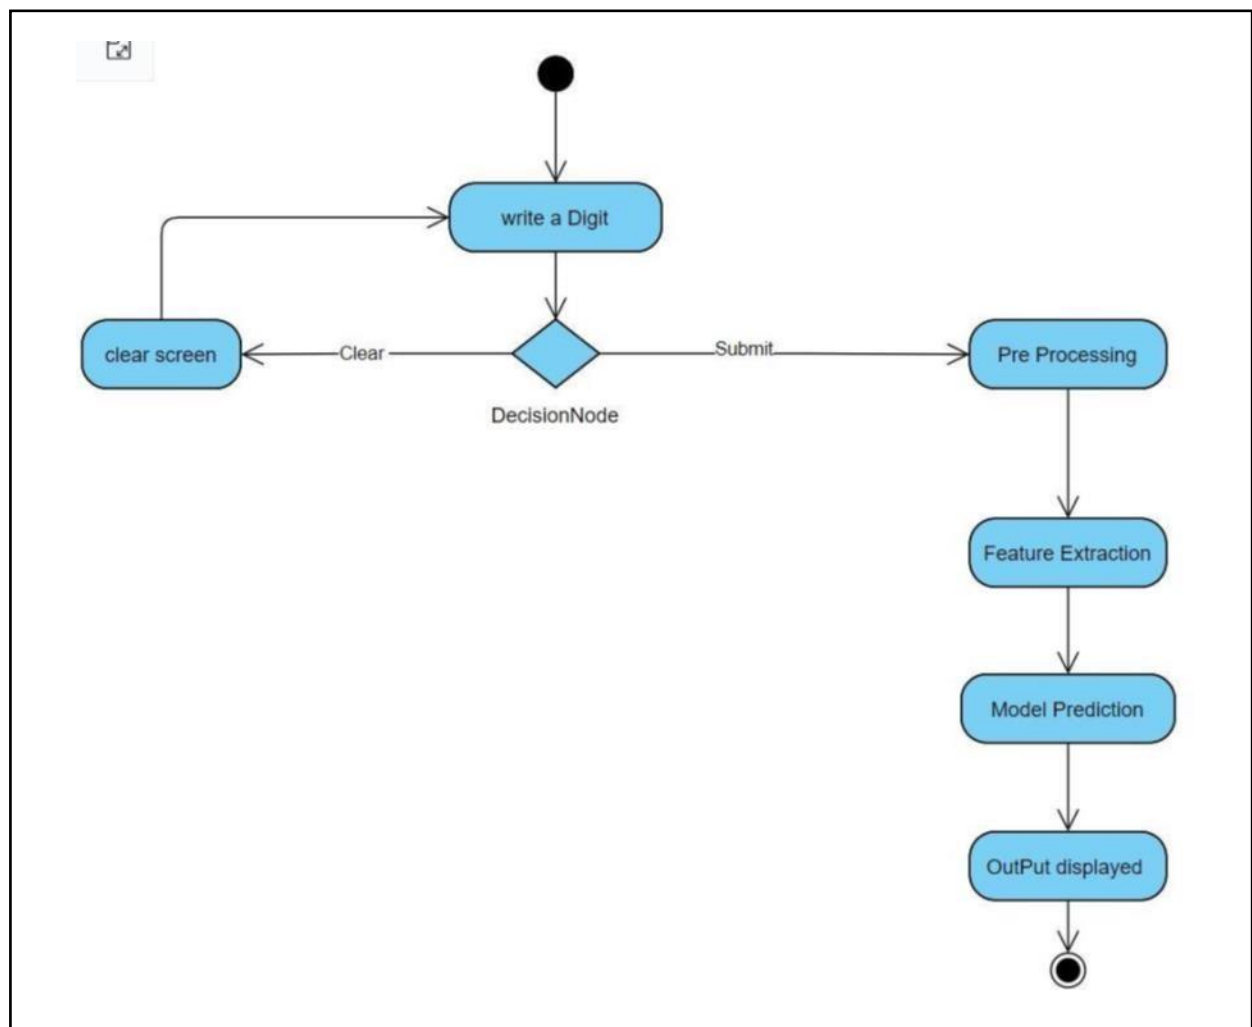 write a Digit
clear screen
Clear
Submit
Pre Processing
DecisionNode
Feature Extraction
Model Prediction
OutPut displayed